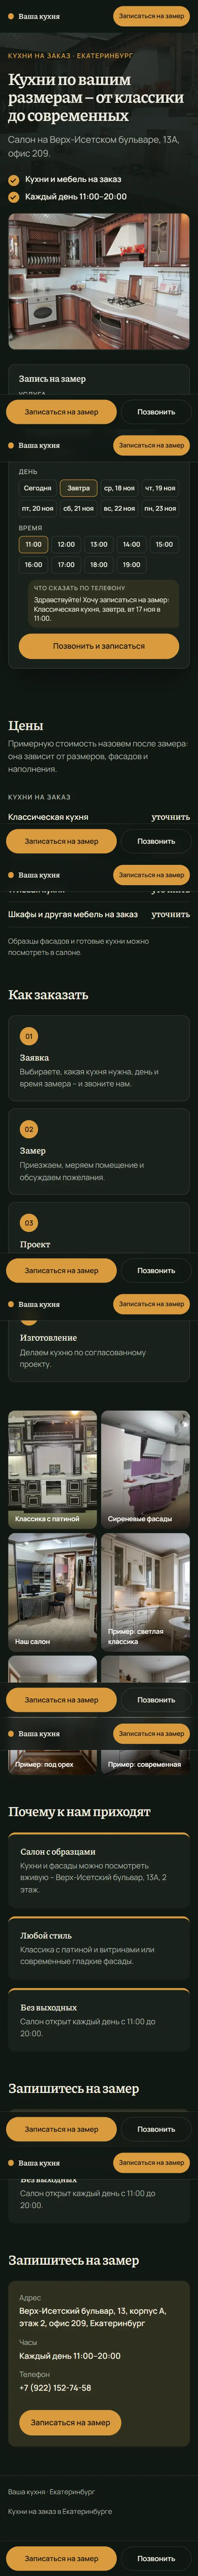 Ваша кухня
Записаться на замер
КУХНИ НА ЗАКАЗ · ЕКАТЕРИНБУРГ
Кухни по вашим
размерам – от классики
до современных
Салон на Верх-Исетском бульваре, 13А,
офис 209.
Кухни и мебель на заказ
Каждый день 11:00–20:00
Запись на замер
Записаться на замер
Позвонить
Ваша кухня
Записаться на замер
ДЕНЬ
Сегодня
Завтра
ср, 18 ноя
чт, 19 ноя
пт, 20 ноя
сб, 21 ноя
вс, 22 ноя
пн, 23 ноя
ВРЕМЯ
11:00
12:00
13:00
14:00
15:00
16:00
17:00
18:00
19:00
ЧТО СКАЗАТЬ ПО ТЕЛЕФОНУ
Здравствуйте! Хочу записаться на замер:
Классическая кухня, завтра, вт 17 ноя в
11:00.
Позвонить и записаться
Цены
Примерную стоимость назовем после замера:
она зависит от размеров, фасадов и
наполнения.
КУХНИ НА ЗАКАЗ
Классическая кухня
уточнить
Записаться на замер
Позвонить
Ваша кухня
Записаться на замер
Шкафы и другая мебель на заказ
уточнить
Образцы фасадов и готовые кухни можно
посмотреть в салоне.
Как заказать
01
Заявка
Выбираете, какая кухня нужна, день и
время замера – и звоните нам.
02
Замер
Приезжаем, меряем помещение и
обсуждаем пожелания.
03
Проект
Записаться на замер
Позвонить
Ваша кухня
Записаться на замер
Изготовление
Делаем кухню по согласованному
проекту.
Классика с патиной
Сиреневые фасады
Наш салон
Пример: светлая
классика
Записаться на замер
Позвонить
Ваша кухня
Записаться на замер
Пример: под орех
Пример: современная
Почему к нам приходят
Салон с образцами
Кухни и фасады можно посмотреть
вживую – Верх-Исетский бульвар, 13А, 2
этаж.
Любой стиль
Классика с патиной и витринами или
современные гладкие фасады.
Без выходных
Салон открыт каждый день с 11:00 до
20:00.
Запишитесь на замер
Записаться на замер
Позвонить
Ваша кухня
Записаться на замер
Без выходных
Салон открыт каждый день с 11:00 до
20:00.
Запишитесь на замер
Адрес
Верх-Исетский бульвар, 13, корпус А,
этаж 2, офис 209, Екатеринбург
Часы
Каждый день 11:00–20:00
Телефон
+7 (922) 152-74-58
Записаться на замер
Ваша кухня · Екатеринбург
Кухни на заказ в Екатеринбурге
Записаться на замер
Позвонить